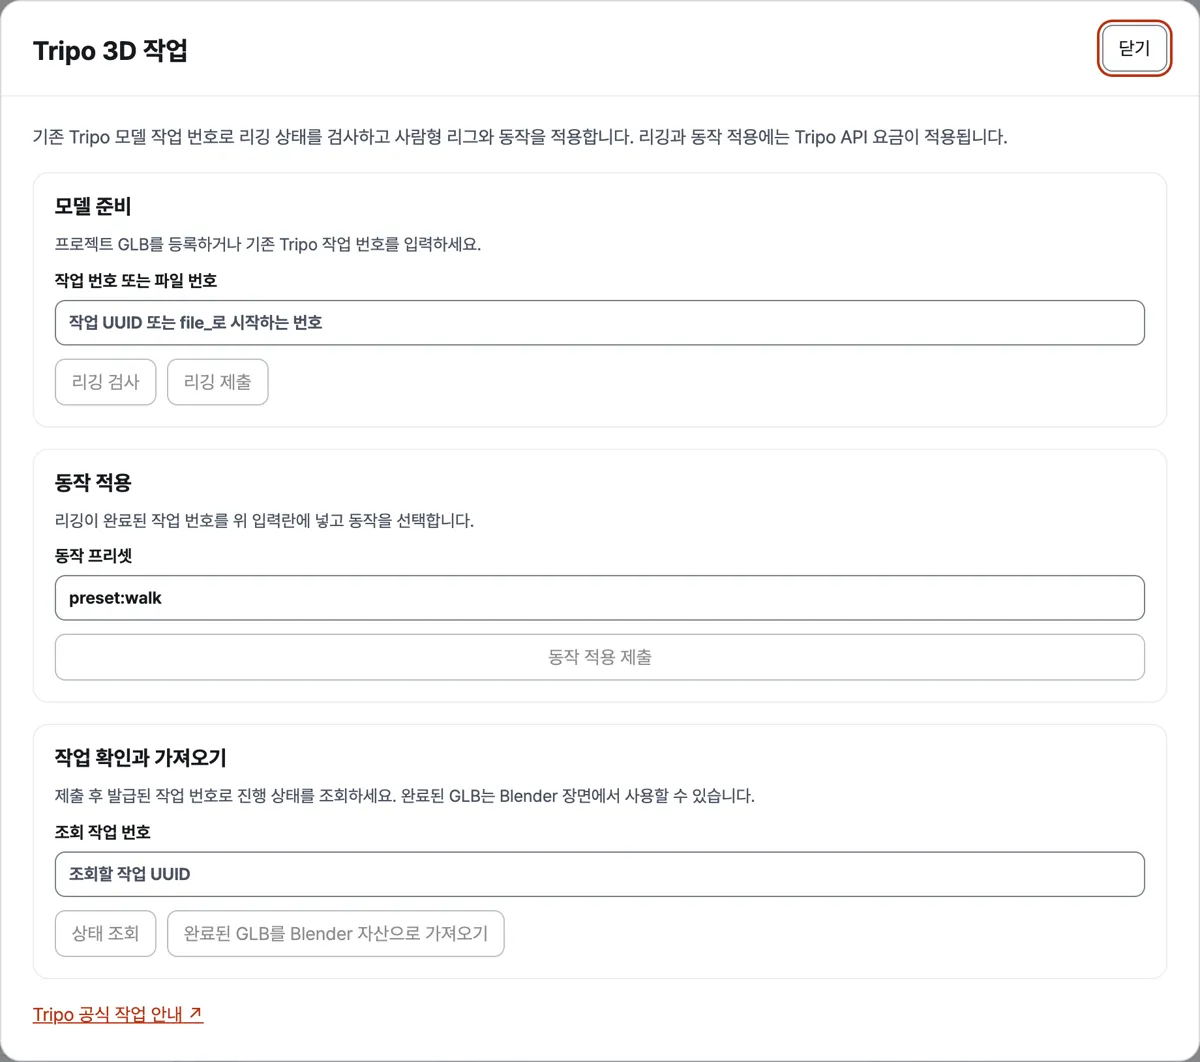 Tripo 3D 작업
닫기
기존 Tripo 모델 작업 번호로 리깅 상태를 검사하고 사람형 리그와 동작을 적용합니다. 리깅과 동작 적용에는 Tripo API 요금이 적용됩니다.
모델 준비
프로젝트 GLB를 등록하거나 기존 Tripo 작업 번호를 입력하세요.
작업 번호 또는 파일 번호
작업 UUID 또는 file_로 시작하는 번호
리깅 검사
리깅 제출
동작 적용
리깅이 완료된 작업 번호를 위 입력란에 넣고 동작을 선택합니다.
동작 프리셋
preset:walk
동작 적용 제출
작업 확인과 가져오기
제출 후 발급된 작업 번호로 진행 상태를 조회하세요. 완료된 GLB는 Blender 장면에서 사용할 수 있습니다.
조회 작업 번호
조회할 작업 UUID
상태 조회
완료된 GLB를 Blender 자산으로 가져오기
Tripo 공식 작업 안내 ↗